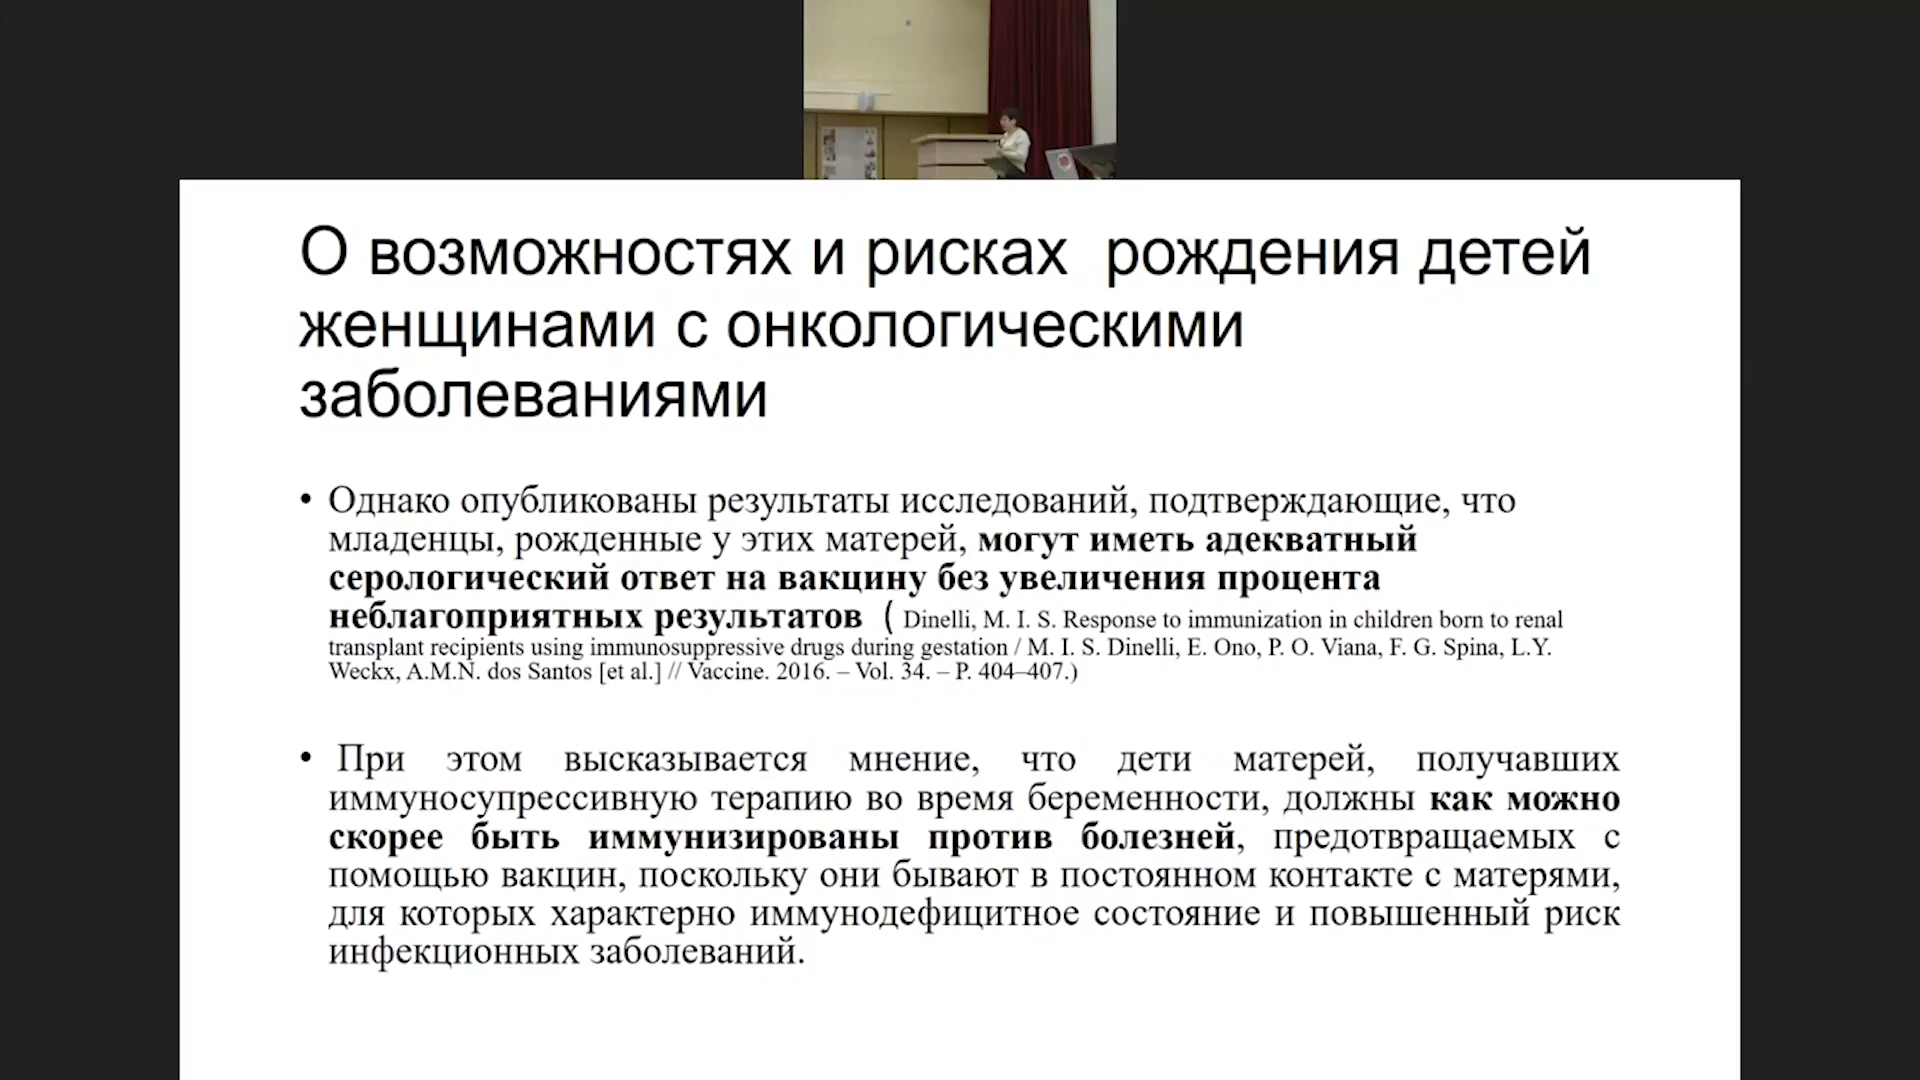 О возможностях и рисках рождения детей
женщинами с онкологическими
заболеваниями
• Однако опубликованы результаты исследований, подтверждающие, что
младенцы, рожденные у этих матерей, могут иметь адекватный
серологический ответ на вакцину без увеличения процента
неблагоприятных результатов ( Dinelli, M. I. S. Response to immunization in children born to renal
transplant recipients using immunosuppressive drugs during gestation / M. I. S. Dinelli, E. Ono, P. O. Viana, F. G. Spina, L.Y.
Weckx, A.M.N. dos Santos [et al.] // Vaccine. 2016. – Vol. 34. – P. 404–407.)
• При этом высказывается мнение, что дети матерей, получавших
иммуносупрессивную терапию во время беременности, должны как можно
скорее быть иммунизированы против болезней, предотвращаемых с
помощью вакцин, поскольку они бывают в постоянном контакте с матерями,
для которых характерно иммунодефицитное состояние и повышенный риск
инфекционных заболеваний.